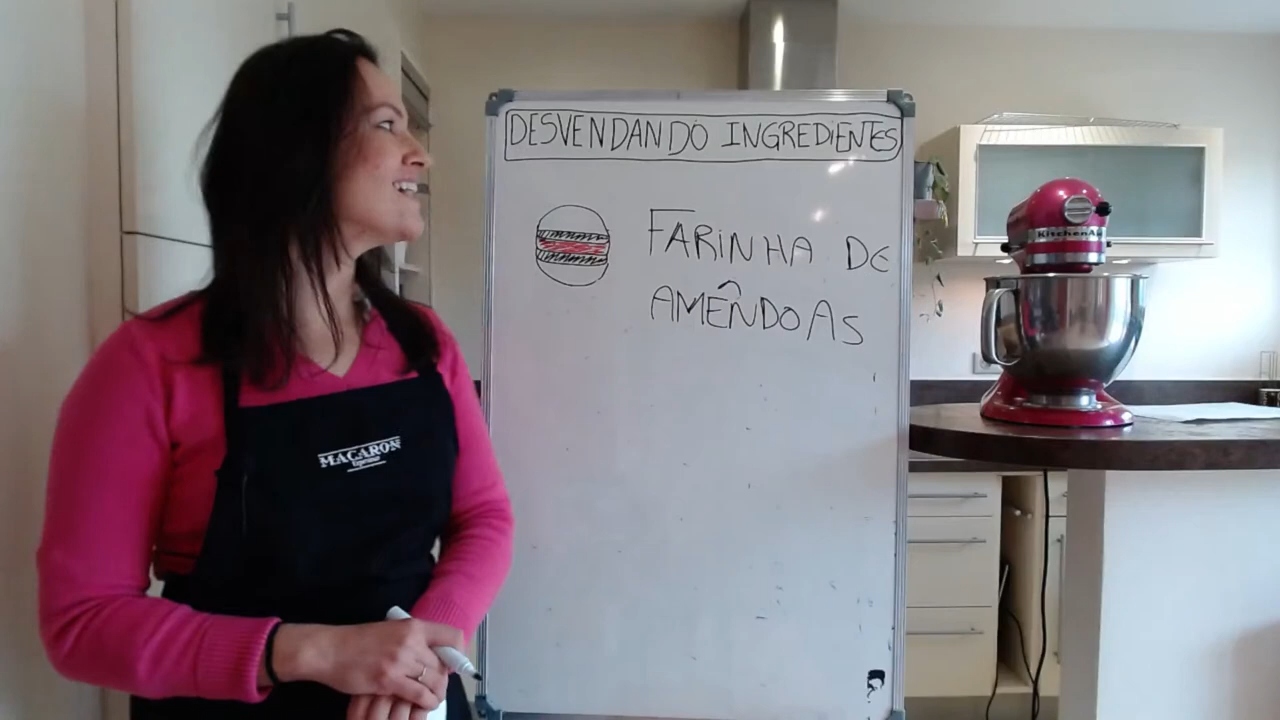 DESVENDANDO INGREDIENTES
FARINHA DE
AMÊNDOAS
MACARON
KitchenAid